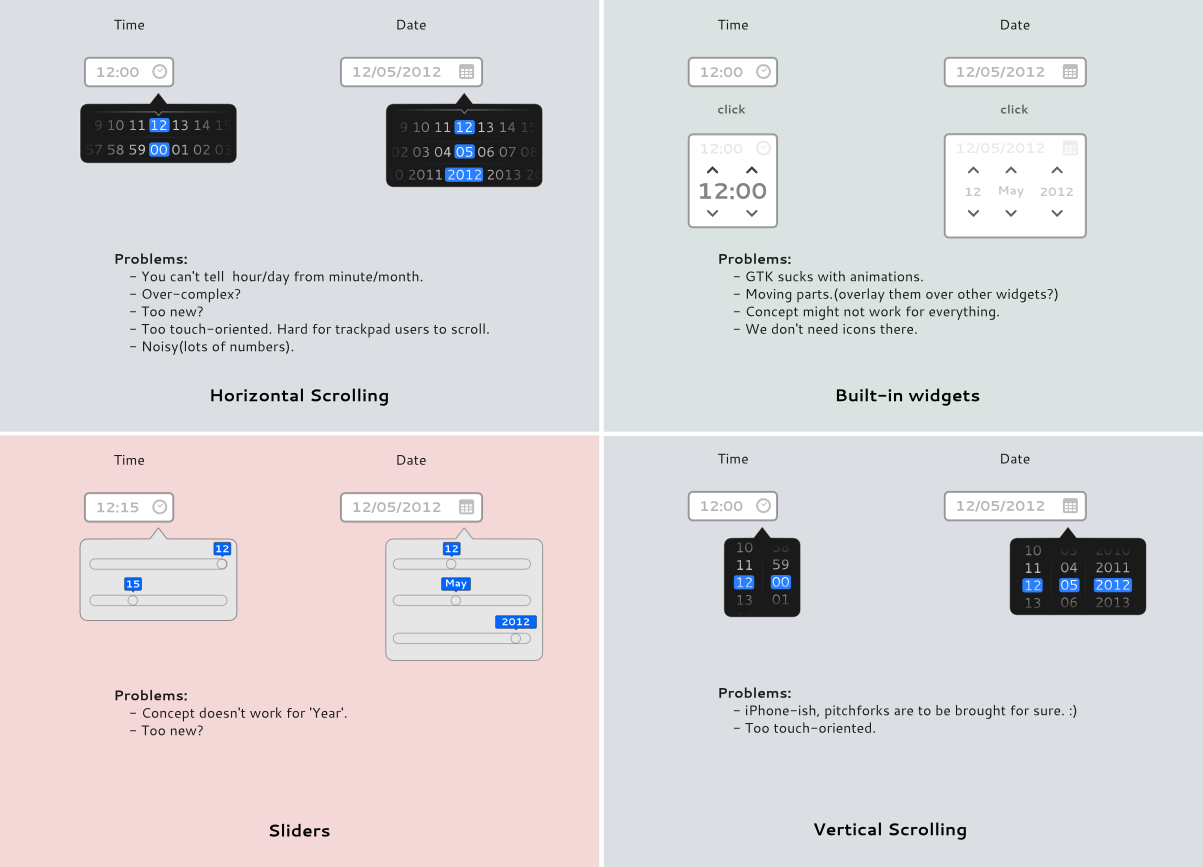 Time
Date
12:00
12/05/2012
9 10 11 12 13 14 15
57 58 59 00 01 02 03
9 10 11 12 13 14 15
02 03 04 05 06 07 08
2011 2012 2013
Problems:
- You can't tell  hour/day from minute/month.
- Over-complex?
- Too new?
- Too touch-oriented. Hard for trackpad users to scroll.
- Noisy(lots of numbers).
Horizontal Scrolling
Time
Date
12:00
12/05/2012
click
click
12:00
12:00
12/05/2012
12 May 2012
Problems:
- GTK sucks with animations.
- Moving parts.(overlay them over other widgets?)
- Concept might not work for everything.
- We don't need icons there.
Built-in widgets
Time
Date
12:15
12/05/2012
12
15
12
May
2012
Problems:
- Concept doesn't work for 'Year'.
- Too new?
Sliders
Time
Date
12:00
12/05/2012
10 58
11 59
12 00
13 01
10 03 2010
11 04 2011
12 05 2012
13 06 2013
Problems:
- iPhone-ish, pitchforks are to be brought for sure. :)
- Too touch-oriented.
Vertical Scrolling